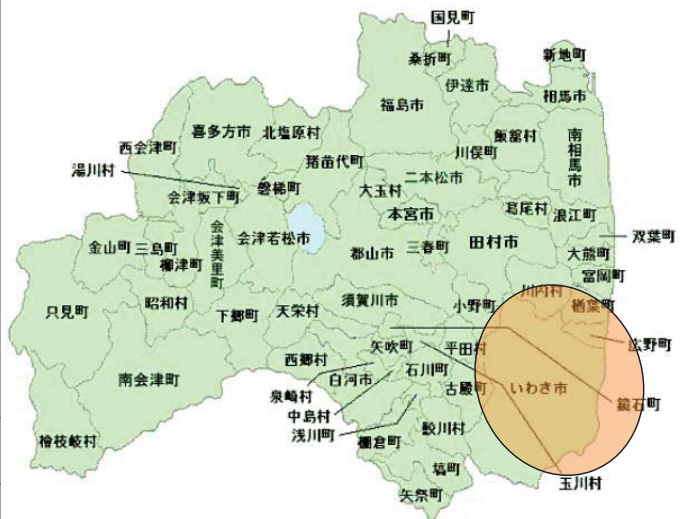 国見町
桑折町
新地町
伊達市
相馬市
福島市
喜多方市
北塩原村
飯舘村
南相馬市
西会津町
猪苗代町
川俣町
湯川村
二本松市
磐梯町
大玉村
会津坂下町
本宮市
葛尾村
浪江町
双葉町
会津美里町
会津若松市
田村市
金山町
三島町
郡山市
三春町
大熊町
柳津町
富岡町
川内村
昭和村
須賀川市
小野町
楢葉町
只見町
下郷町
天栄村
広野町
矢吹町
平田村
西郷村
石川町
南会津町
白河市
古殿町
いわき市
泉崎村
鏡石町
中島村
浅川町
鮫川村
棚倉町
檜枝岐村
塙町
玉川村
矢祭町